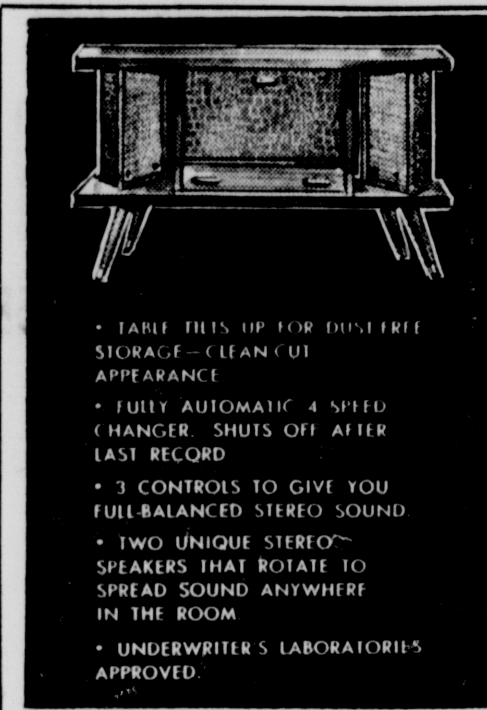 • TABLE TILTS UP FOR DUST FREE
STORAGE—CLEAN CUT
APPEARANCE
• FULLY AUTOMATIC 4 SPEED
CHANGER. SHUTS OFF AFTER
LAST RECORD
• 3 CONTROLS TO GIVE YOU
FULL-BALANCED STEREO SOUND.
• TWO UNIQUE STEREO
SPEAKERS THAT ROTATE TO
SPREAD SOUND ANYWHERE
IN THE ROOM
• UNDERWRITER'S LABORATORIES
APPROVED.